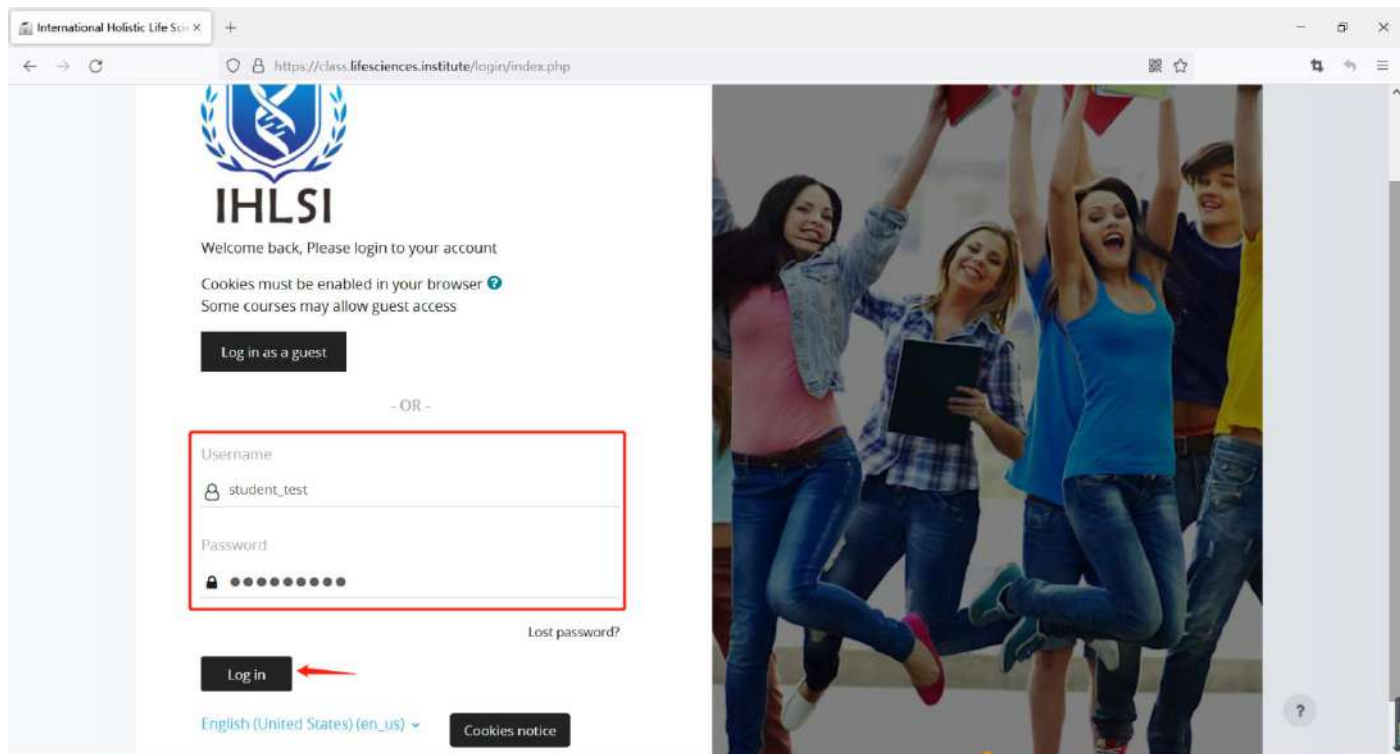 International Holistic Life Scie
https://class.lifesciences.institute/login/index.php
IHLSI
Welcome back, Please login to your account
Cookies must be enabled in your browser ?
Some courses may allow guest access
Log in as a guest
- OR -
Username
student_test
Password
Lost password?
Log in
English (United States) (en_us)
Cookies notice
?